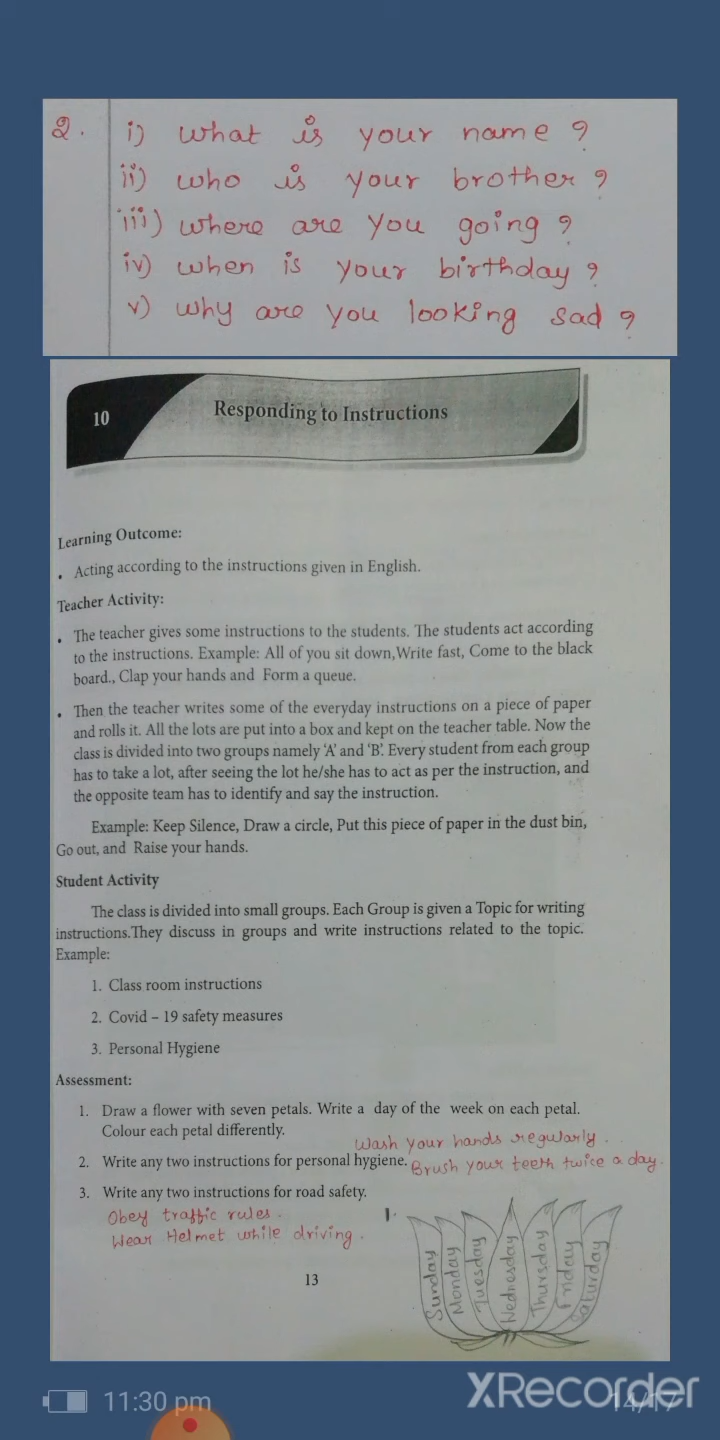 2. i) what is your name ?
ii) who is your brother ?
iii) where are you going ?
iv) when is your birthday ?
v) why are you looking sad ?
10 Responding to Instructions
Learning Outcome:
• Acting according to the instructions given in English.
Teacher Activity:
• The teacher gives some instructions to the students. The students act according
to the instructions. Example: All of you sit down,Write fast, Come to the black
board., Clap your hands and Form a queue.
• Then the teacher writes some of the everyday instructions on a piece of paper
and rolls it. All the lots are put into a box and kept on the teacher table. Now the
class is divided into two groups namely ‘A’ and ‘B’. Every student from each group
has to take a lot, after seeing the lot he/she has to act as per the instruction, and
the opposite team has to identify and say the instruction.
Example: Keep Silence, Draw a circle, Put this piece of paper in the dust bin,
Go out, and Raise your hands.
Student Activity
The class is divided into small groups. Each Group is given a Topic for writing
instructions.They discuss in groups and write instructions related to the topic.
Example:
1. Class room instructions
2. Covid – 19 safety measures
3. Personal Hygiene
Assessment:
1. Draw a flower with seven petals. Write a day of the week on each petal.
Colour each petal differently.
Wash your hands regularly.
2. Write any two instructions for personal hygiene.
Brush your teeth twice a day.
3. Write any two instructions for road safety.
Obey traffic rules.
Wear Helmet while driving.
1.
Sunday
Monday
Tuesday
Wednesday
Thursday
Friday
Saturday
13
11:30 pm
XRecorder
14/17